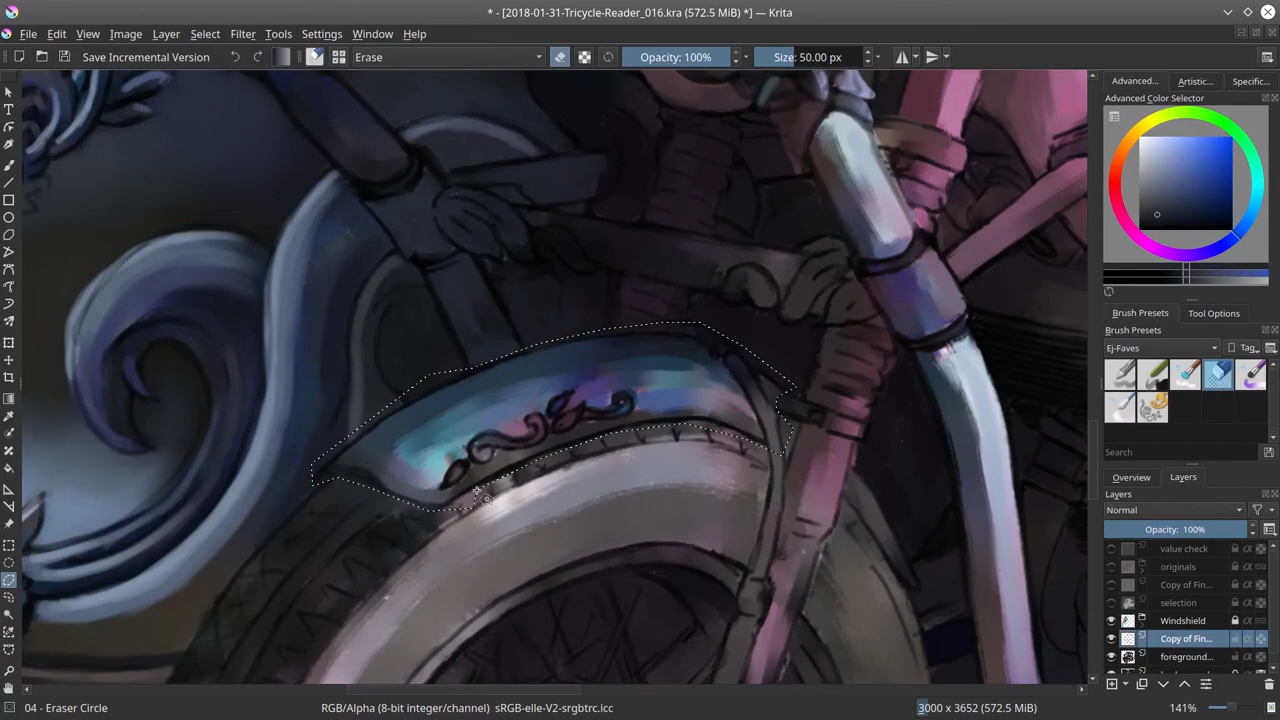 * - [2018-01-31-Tricycle-Reader_016.kra (572.5 MiB) *] — Krita
File Edit View Image Layer Select Filter Tools Settings Window Help
Save Incremental Version Erase Opacity: 100% Size: 50.00 px
Advanced... Artistic... Specific...
Advanced Color Selector
Brush Presets Tool Options
Brush Presets
Ej-Faves Tag
Search
Overview Layers
Layers
Normal
Opacity: 100%
value check
originals
Copy of Fin...
selection
Windshield
Copy of Fin...
foreground...
04 - Eraser Circle RGB/Alpha (8-bit integer/channel) sRGB-elle-V2-srgbtrc.icc 3000 x 3652 (572.5 MiB) 141%